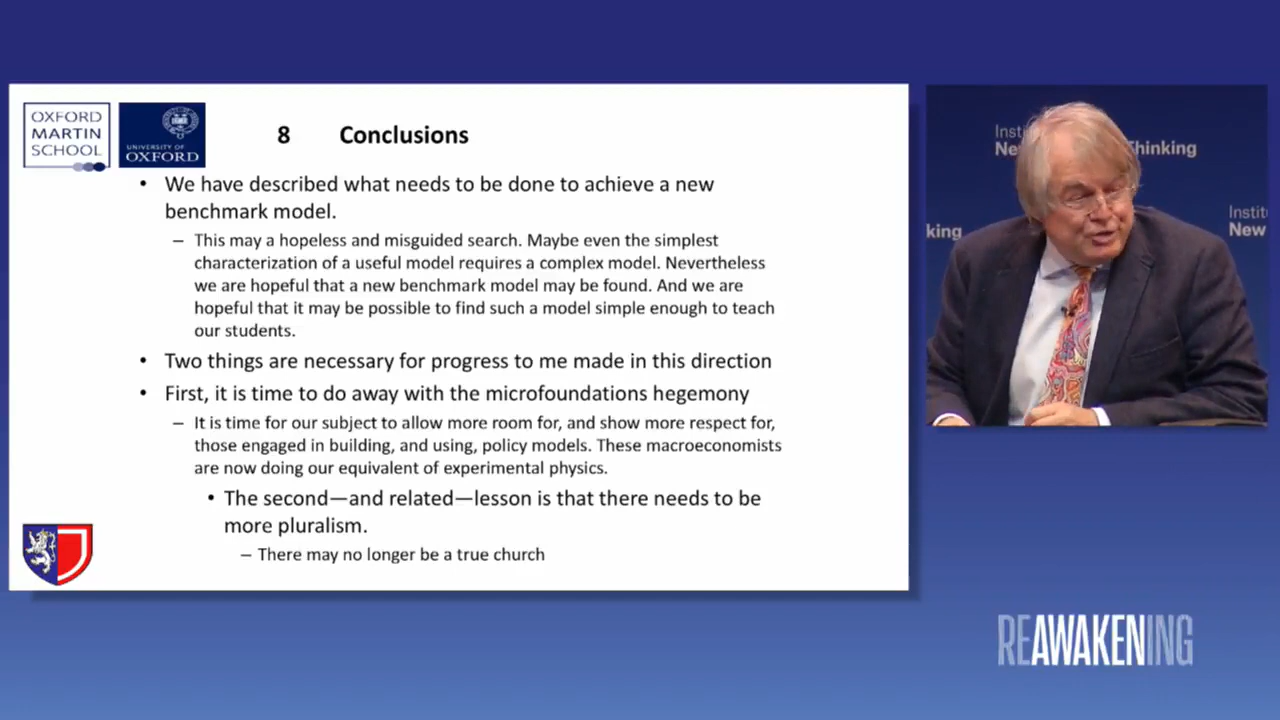 OXFORD
MARTIN
SCHOOL
UNIVERSITY OF
OXFORD
8 Conclusions
• We have described what needs to be done to achieve a new
benchmark model.
– This may a hopeless and misguided search. Maybe even the simplest
characterization of a useful model requires a complex model. Nevertheless
we are hopeful that a new benchmark model may be found. And we are
hopeful that it may be possible to find such a model simple enough to teach
our students.
• Two things are necessary for progress to me made in this direction
• First, it is time to do away with the microfoundations hegemony
– It is time for our subject to allow more room for, and show more respect for,
those engaged in building, and using, policy models. These macroeconomists
are now doing our equivalent of experimental physics.
• The second—and related—lesson is that there needs to be
more pluralism.
– There may no longer be a true church
Insti
Ne Thinking
king
Instit
New
REAWAKENING